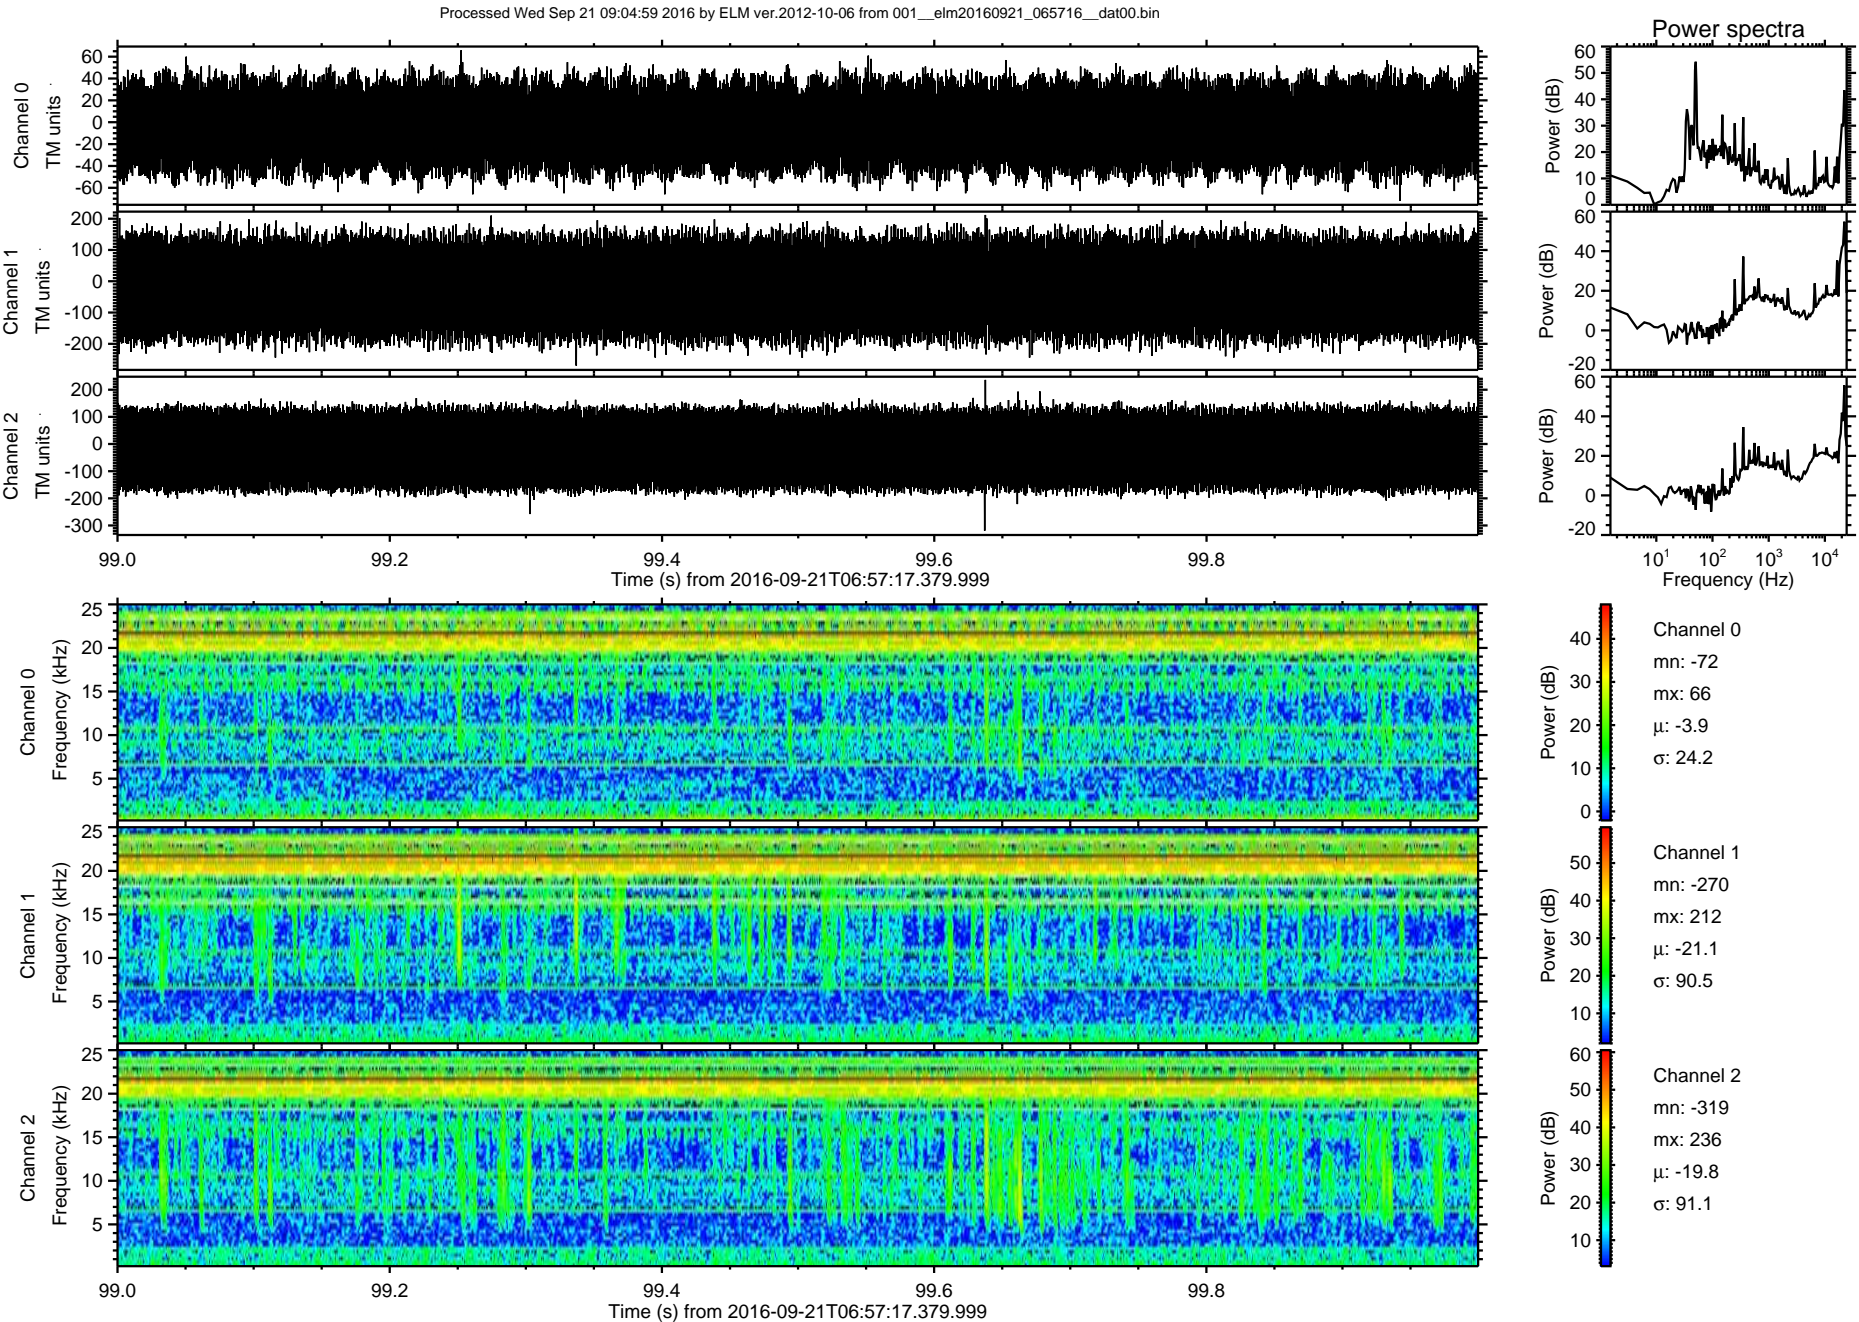 Processed Wed Sep 21 09:04:59 2016 by ELM ver.2012-10-06 from 001__elm20160921_065716__dat00.bin
Power spectra
Channel 0
TM units
60
40
20
0
-20
-40
-60
Power (dB)
60
50
40
30
20
10
0
Channel 1
TM units
200
100
0
-100
-200
Power (dB)
60
40
20
0
-20
Channel 2
TM units
200
100
0
-100
-200
-300
Power (dB)
60
40
20
0
-20
99.0 99.2 99.4 99.6 99.8
Time (s) from 2016-09-21T06:57:17.379.999
10^1 10^2 10^3 10^4
Frequency (Hz)
Channel 0
Frequency (kHz)
25
20
15
10
5
Power (dB)
40
30
20
10
0
Channel 0
mn: -72
mx: 66
μ: -3.9
σ: 24.2
Channel 1
Frequency (kHz)
25
20
15
10
5
Power (dB)
50
40
30
20
10
Channel 1
mn: -270
mx: 212
μ: -21.1
σ: 90.5
Channel 2
Frequency (kHz)
25
20
15
10
5
Power (dB)
60
50
40
30
20
10
Channel 2
mn: -319
mx: 236
μ: -19.8
σ: 91.1
99.0 99.2 99.4 99.6 99.8
Time (s) from 2016-09-21T06:57:17.379.999